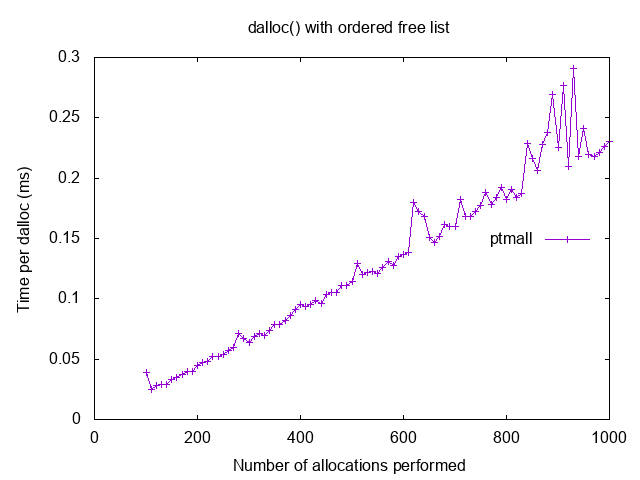 dalloc() with ordered free list
0.3
0.25
0.2
0.15
0.1
0.05
0
Time per dalloc (ms)
ptmall
0 200 400 600 800 1000
Number of allocations performed